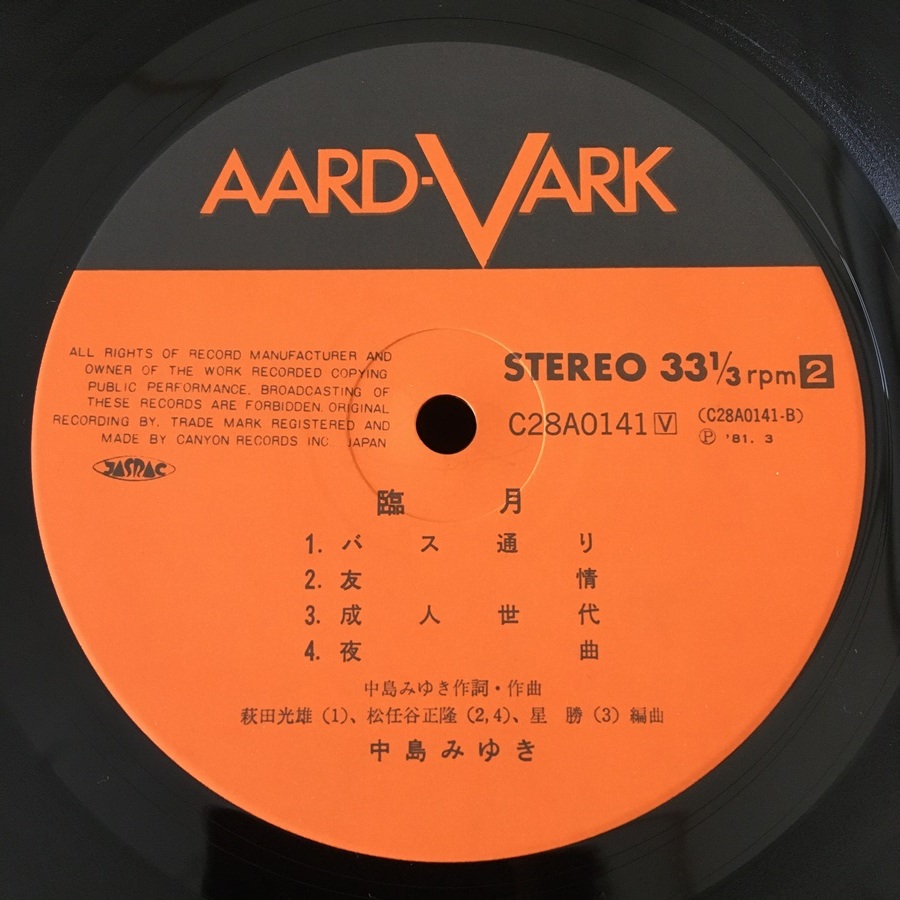 AARD-VARK
ALL RIGHTS OF RECORD MANUFACTURER AND
OWNER OF THE WORK RECORDED COPYING
PUBLIC PERFORMANCE, BROADCASTING OF
THESE RECORDS ARE FORBIDDEN. ORIGINAL
RECORDING BY, TRADE MARK REGISTERED AND
MADE BY CANYON RECORDS INC. JAPAN
JASRAC
STEREO 33 1/3 rpm 2
C28A0141 V (C28A0141-B)
Ⓟ '81. 3
臨月
1. バス通り
2. 友情
3. 成人世代
4. 夜曲
中島みゆき作詞・作曲
萩田光雄(1)、松任谷正隆(2,4)、星 勝(3)編曲
中島みゆき